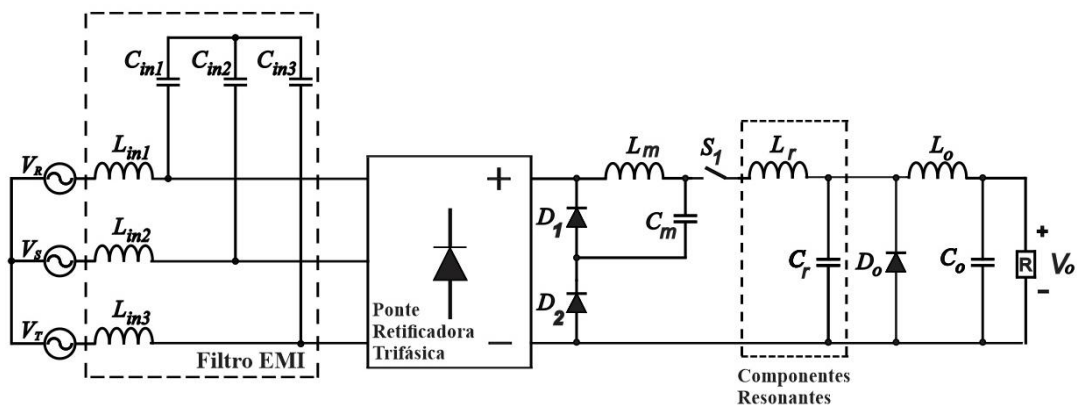 C_in1 C_in2 C_in3
L_in1
L_in2
L_in3
V_R
V_S
V_T
Filtro EMI
Ponte
Retificadora
Trifásica
+
−
D_1
D_2
L_m
C_m
S_1
L_r
C_r
Componentes
Resonantes
D_o
L_o
C_o
R
+
V_o
-